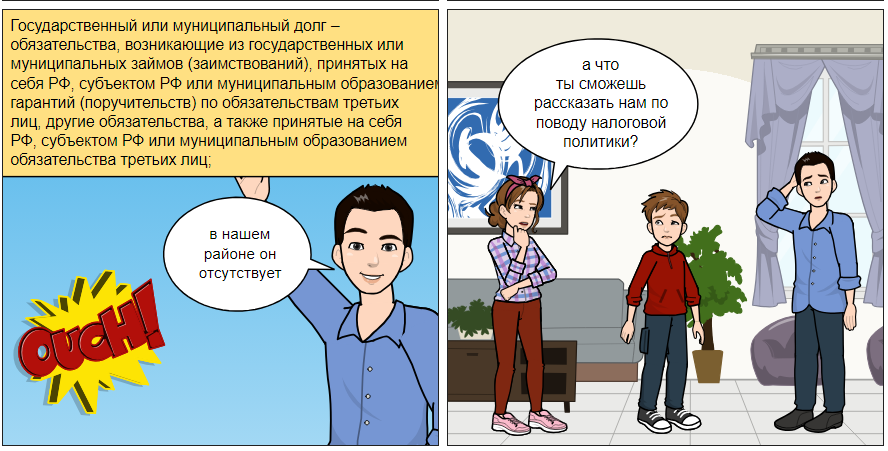 Государственный или муниципальный долг –
обязательства, возникающие из государственных или
муниципальных займов (заимствований), принятых на
себя РФ, субъектом РФ или муниципальным образованием
гарантий (поручительств) по обязательствам третьих
лиц, другие обязательства, а также принятые на себя
РФ, субъектом РФ или муниципальным образованием
обязательства третьих лиц;
в нашем
районе он
отсутствует
OUCH!
а что
ты сможешь
рассказать нам по
поводу налоговой
политики?